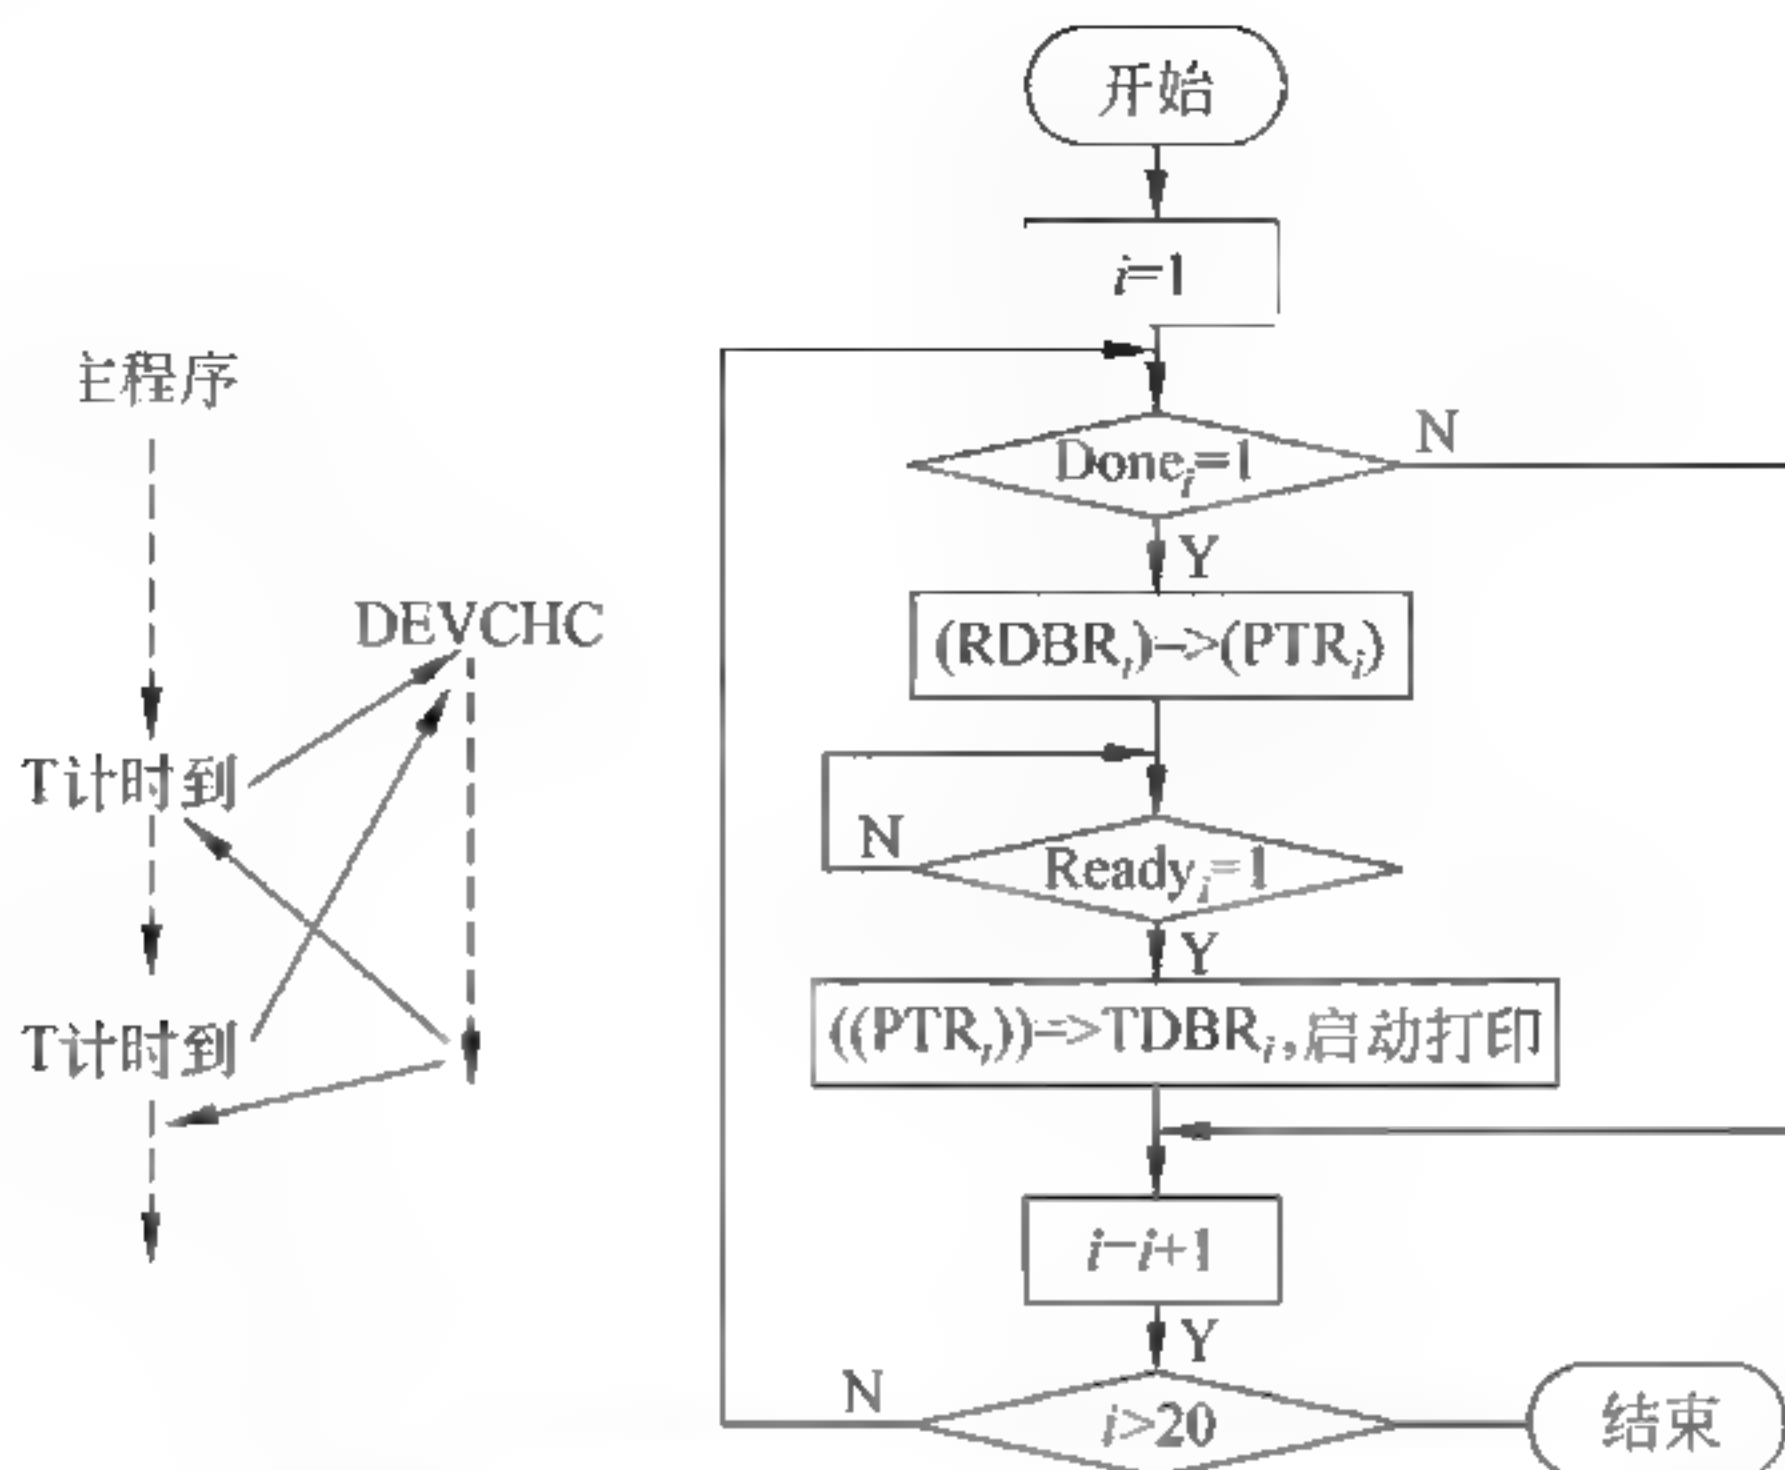 主程序
T计时到
T计时到
DEVCHC
开始
i=1
Done_i=1
N
Y
(RDBR_i)->(PTR_i)
N
Ready_i=1
Y
((PTR_i))=>TDBR_i,启动打印
i-i+1
Y
N
i>20
结束